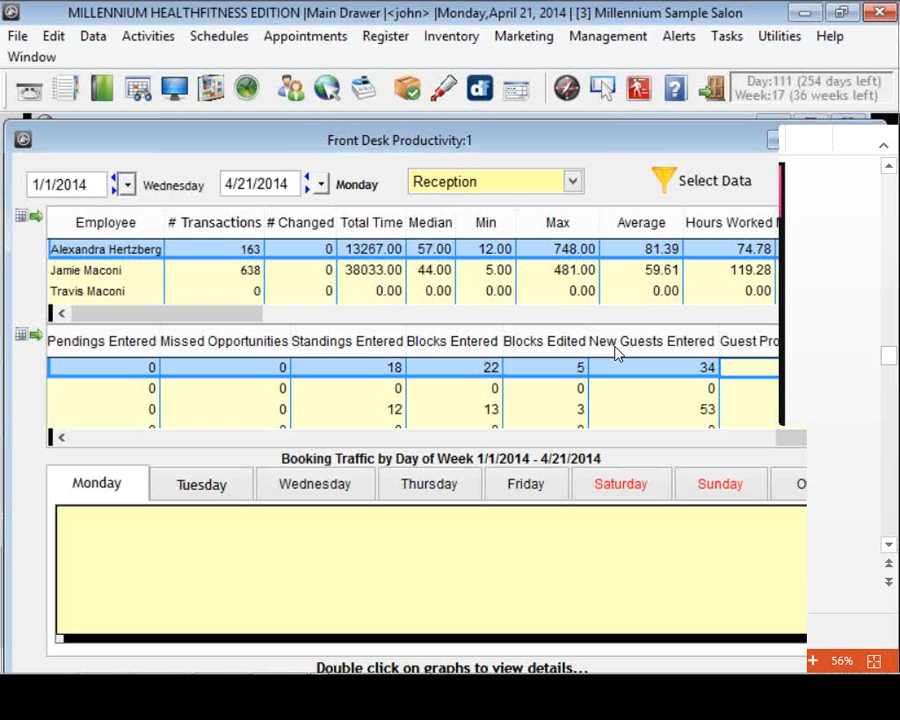 MILLENNIUM HEALTHFITNESS EDITION |Main Drawer |<john> |Monday,April 21, 2014 | [3] Millennium Sample Salon
File Edit Data Activities Schedules Appointments Register Inventory Marketing Management Alerts Tasks Utilities Help
Window
df
Day:111 (254 days left)
Week:17 (36 weeks left)
Front Desk Productivity:1
1/1/2014 Wednesday 4/21/2014 Monday Reception Select Data
Employee # Transactions # Changed Total Time Median Min Max Average Hours Worked
Alexandra Hertzberg 163 0 13267.00 57.00 12.00 748.00 81.39 74.78
Jamie Maconi 638 0 38033.00 44.00 5.00 481.00 59.61 119.28
Travis Maconi 0 0 0.00 0.00 0.00 0.00 0.00 0.00
Pendings Entered Missed Opportunities Standings Entered Blocks Entered Blocks Edited New Guests Entered Guest Pro
0 0 18 22 5 34
0 0 0 0 0 0
0 0 12 13 3 53
Booking Traffic by Day of Week 1/1/2014 - 4/21/2014
Monday Tuesday Wednesday Thursday Friday Saturday Sunday O
Double click on graphs to view details...
56%